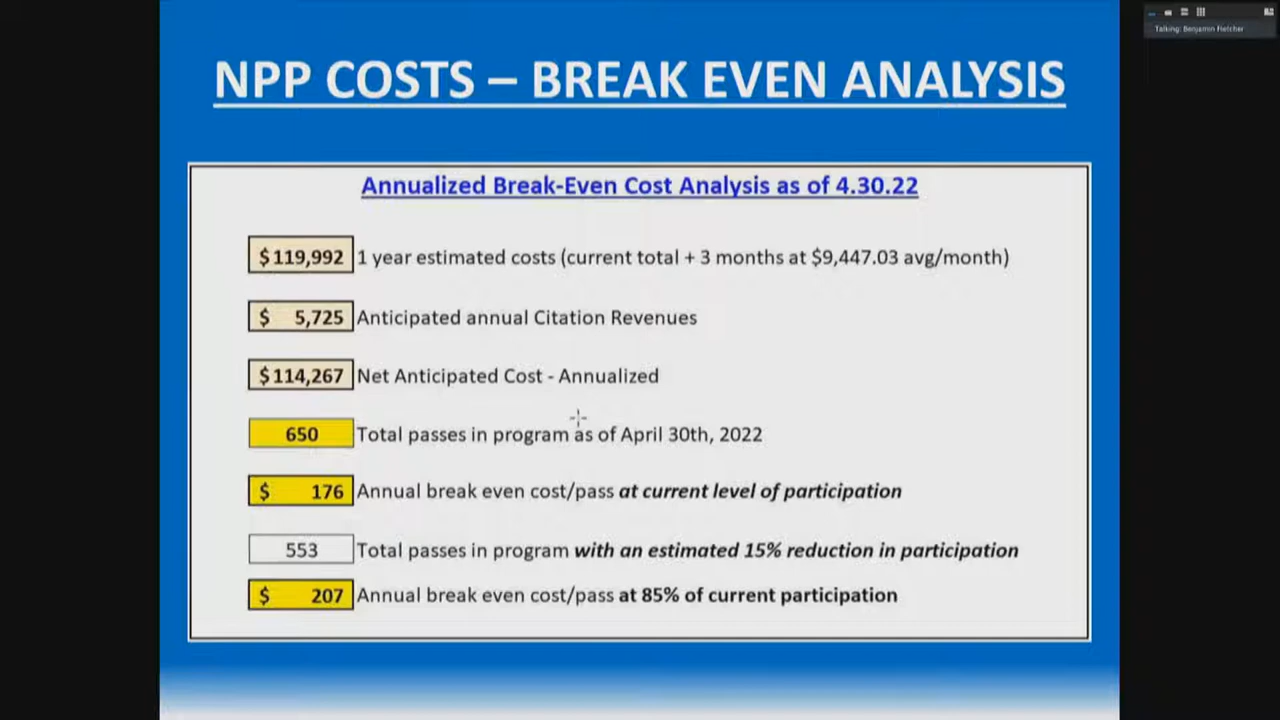 Talking: Benjamin Fletcher
NPP COSTS – BREAK EVEN ANALYSIS
Annualized Break-Even Cost Analysis as of 4.30.22
$119,992 1 year estimated costs (current total + 3 months at $9,447.03 avg/month)
$ 5,725 Anticipated annual Citation Revenues
$114,267 Net Anticipated Cost - Annualized
650 Total passes in program as of April 30th, 2022
$ 176 Annual break even cost/pass at current level of participation
553 Total passes in program with an estimated 15% reduction in participation
$ 207 Annual break even cost/pass at 85% of current participation